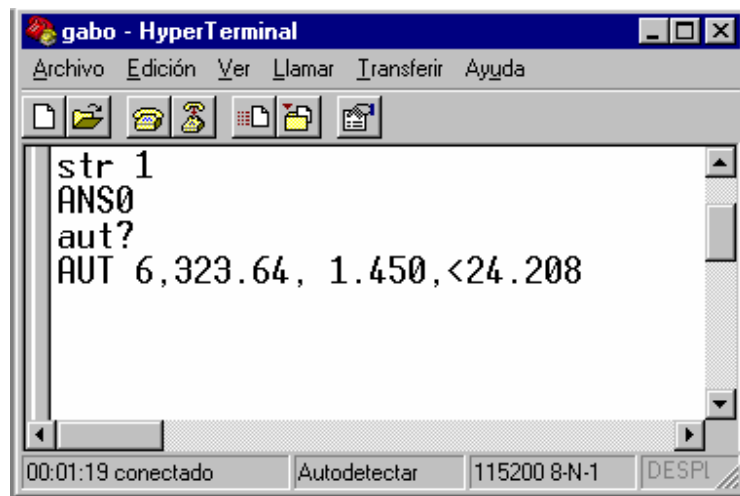 gabo - HyperTerminal
Archivo Edición Ver Llamar Transferir Ayuda
str 1
ANS0
aut?
AUT 6,323.64, 1.450,<24.208
00:01:19 conectado Autodetectar 115200 8-N-1 DESPL